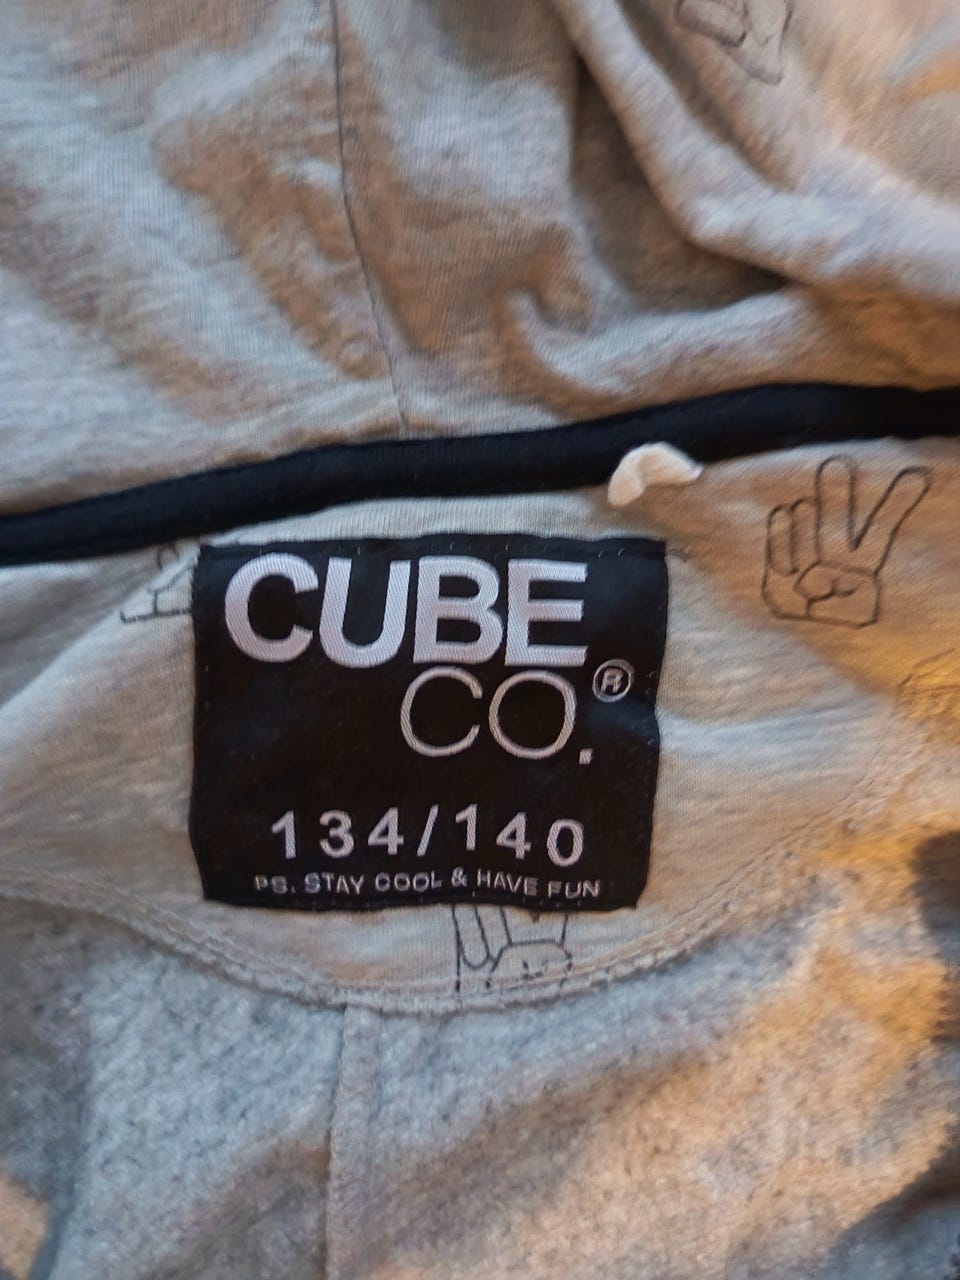 CUBE
CO.®
134/140
PS. STAY COOL & HAVE FUN